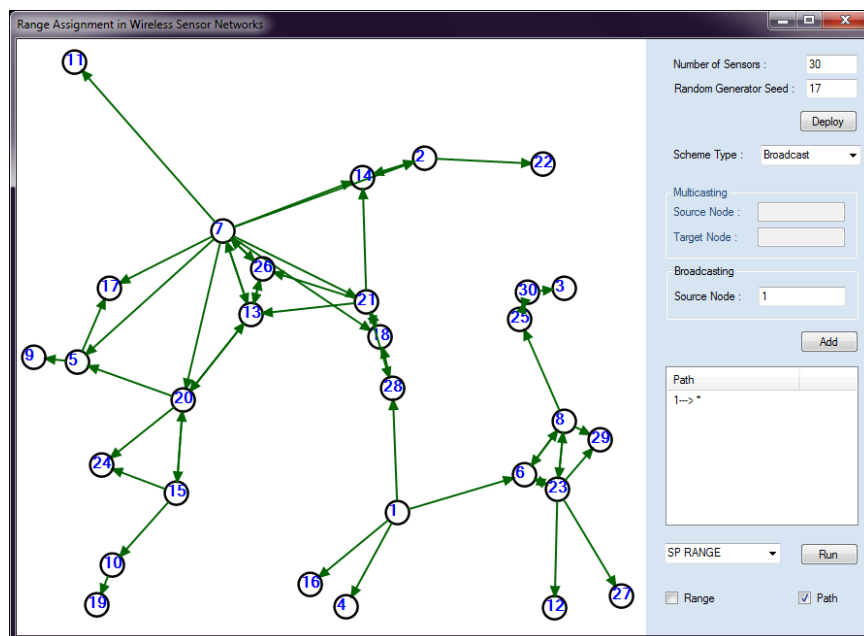 Range Assignment in Wireless Sensor Networks
Number of Sensors : 30
Random Generator Seed : 17
Deploy
Scheme Type : Broadcast
Multicasting
Source Node :
Target Node :
Broadcasting
Source Node : 1
Add
Path
1---> *
SP RANGE
Run
Range
Path
11
2
22
14
7
26
17
13
21
30
3
25
18
9
5
28
20
8
29
24
6
23
15
1
10
16
4
19
12
27